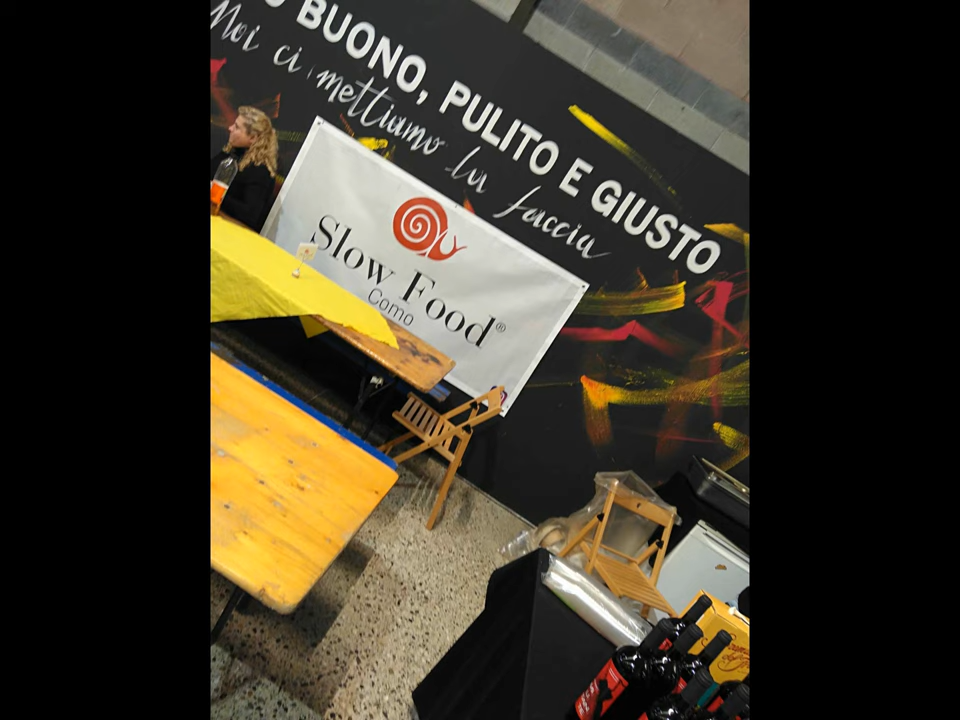 BUONO, PULITO E GIUSTO
Noi ci mettiamo la faccia
Slow Food®
Como